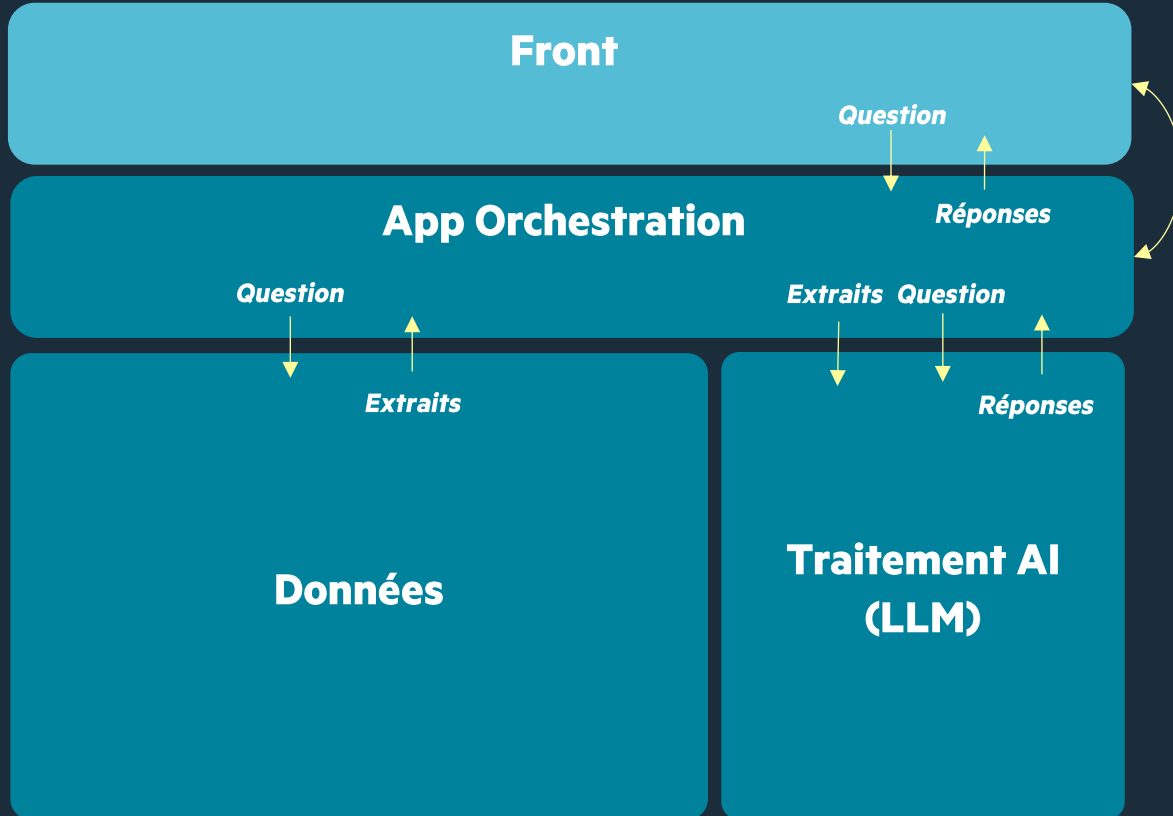 Front
Question
Réponses
App Orchestration
Question
Extraits Question
Extraits
Réponses
Données
Traitement AI
(LLM)